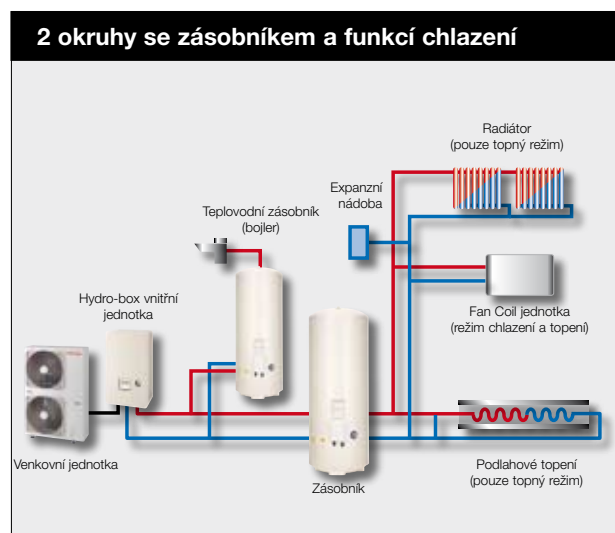 2 okruhy se zásobníkem a funkcí chlazení
Radiátor
(pouze topný režim)
Expanzní
nádoba
Teplovodní zásobník
(bojler)
Hydro-box vnitřní
jednotka
Fan Coil jednotka
(režim chlazení a topení)
Venkovní jednotka
Zásobník
Podlahové topení
(pouze topný režim)